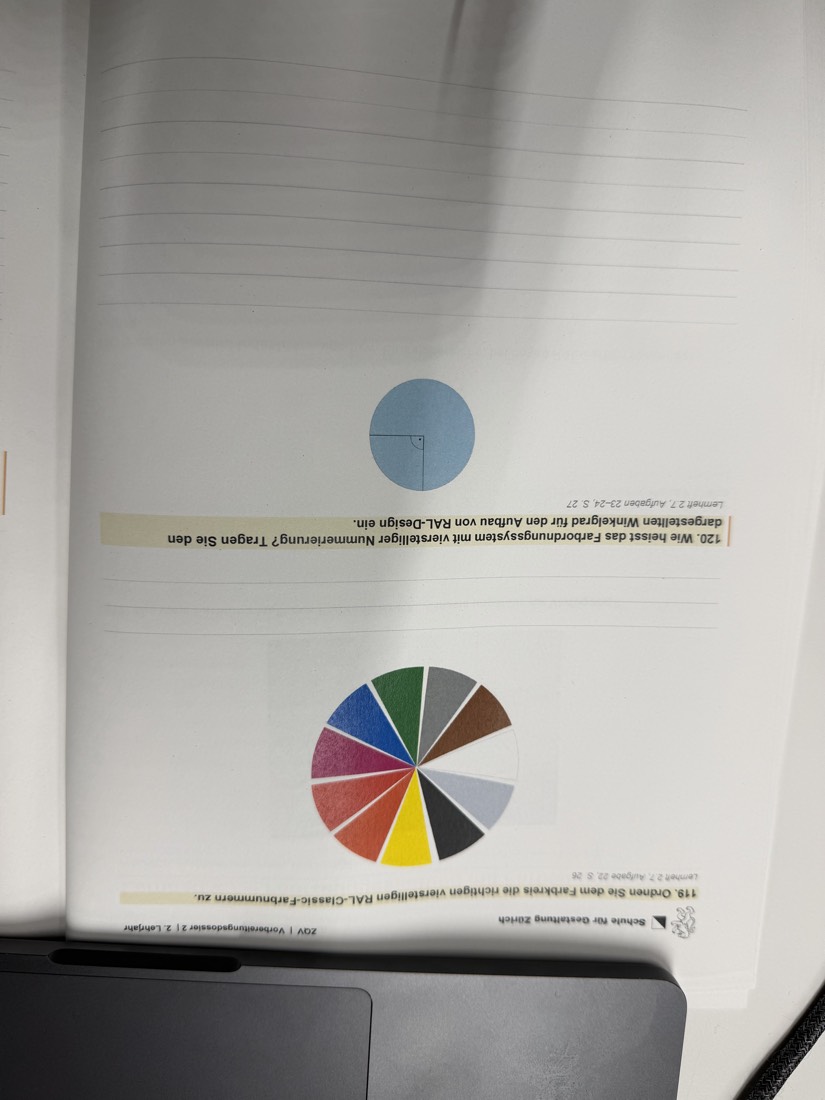 Schule für Gestaltung Zürich
ZQV | Vorbereitungsdossier 2 | 2. Lehrjahr
119. Ordnen Sie dem Farbkreis die richtigen vierstelligen RAL-Classic-Farbnummern zu.
Lernheft 2.7, Aufgabe 22, S. 26
120. Wie heisst das Farbordnungssystem mit vierstelliger Nummerierung? Tragen Sie den
dargestellten Winkelgrad für den Aufbau von RAL-Design ein.
Lernheft 2.7, Aufgaben 23–24, S. 27